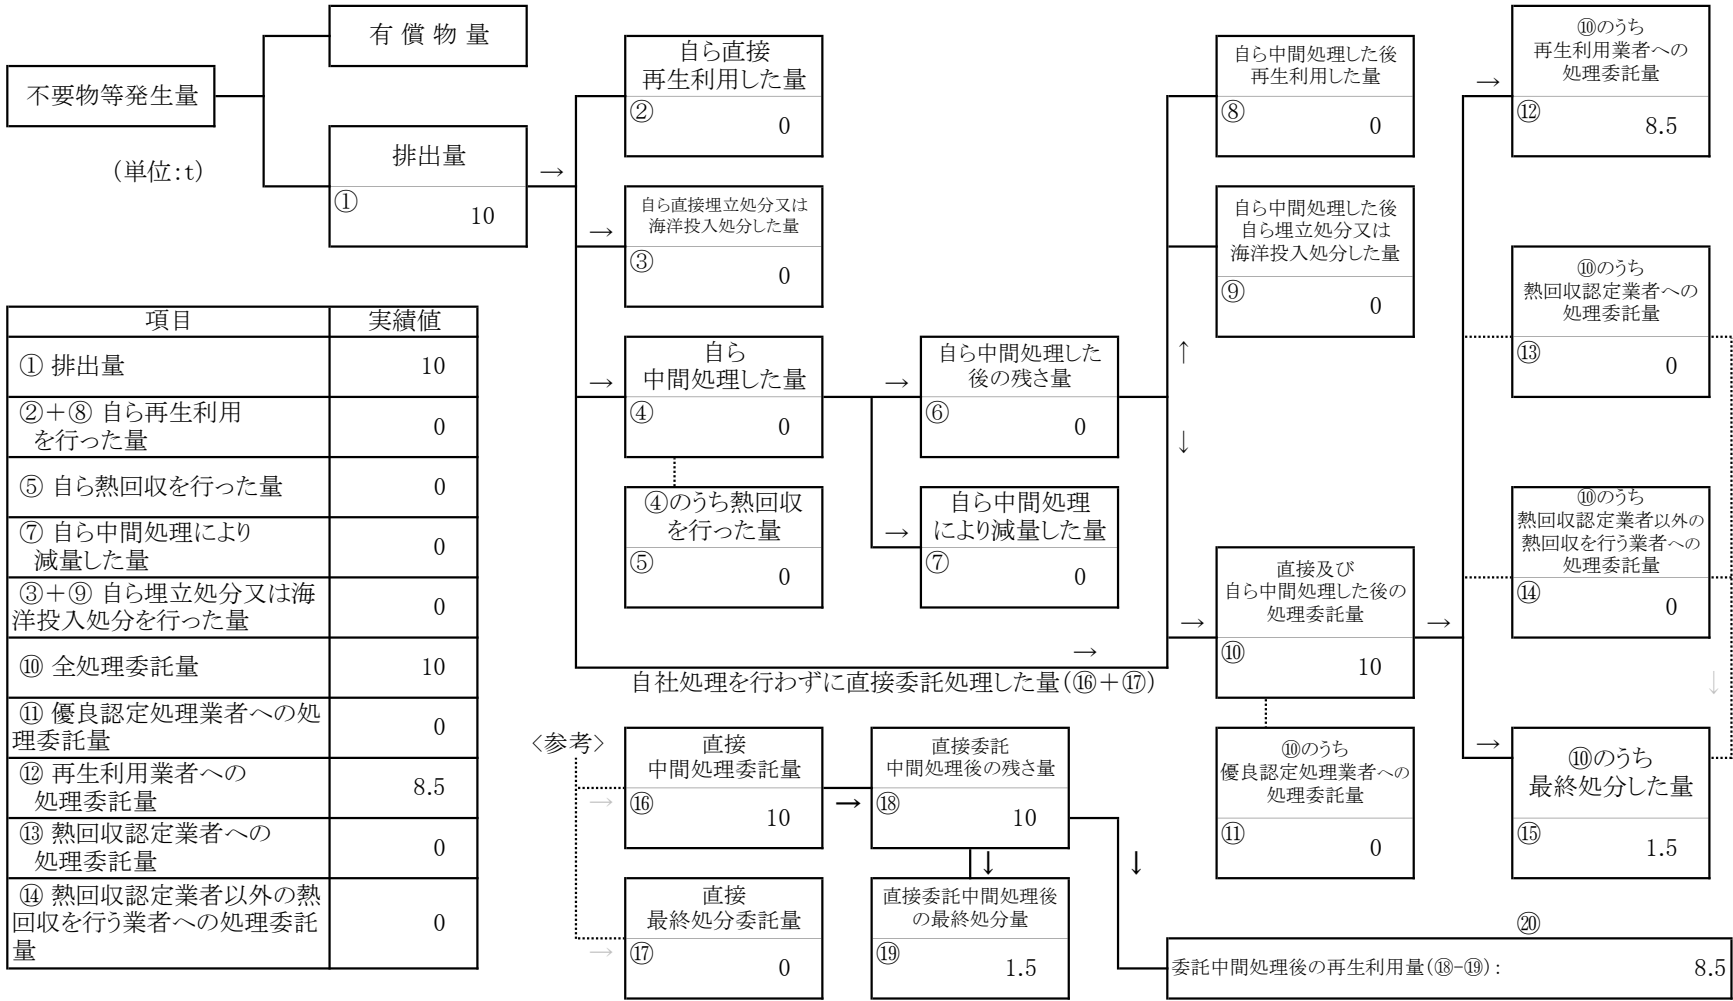 有償物量
不要物等発生量
(単位:t)
排出量
①
10
→
自ら直接
再生利用した量
②
0
→
自ら直接埋立処分又は
海洋投入処分した量
③
0
→
自ら
中間処理した量
④
0
④のうち熱回収
を行った量
⑤
0
→
自ら中間処理した
後の残さ量
⑥
0
→
自ら中間処理
により減量した量
⑦
0
自ら中間処理した後
再生利用した量
⑧
0
自ら中間処理した後
自ら埋立処分又は
海洋投入処分した量
⑨
0
↑
↓
→
自社処理を行わずに直接委託処理した量(⑯+⑰)
→
直接及び
自ら中間処理した後の
処理委託量
⑩
10
→
⑩のうち
優良認定処理業者への
処理委託量
⑪
0
→
⑩のうち
再生利用業者への
処理委託量
⑫
8.5
⑩のうち
熱回収認定業者への
処理委託量
⑬
0
⑩のうち
熱回収認定業者以外の
熱回収を行う業者への
処理委託量
⑭
0
↓
→
⑩のうち
最終処分した量
⑮
1.5
項目 実績値
① 排出量 10
②+⑧ 自ら再生利用
を行った量
0
⑤ 自ら熱回収を行った量 0
⑦ 自ら中間処理により
減量した量
0
③+⑨ 自ら埋立処分又は海
洋投入処分を行った量
0
⑩ 全処理委託量 10
⑪ 優良認定処理業者への処
理委託量
0
⑫ 再生利用業者への
処理委託量
8.5
⑬ 熱回収認定業者への
処理委託量
0
⑭ 熱回収認定業者以外の熱
回収を行う業者への処理委託
量
0
〈参考〉
→
直接
中間処理委託量
⑯
10
→
直接委託
中間処理後の残さ量
⑱
10
↓
↓
→
直接
最終処分委託量
⑰
0
直接委託中間処理後
の最終処分量
⑲
1.5
⑳
委託中間処理後の再生利用量(⑱-⑲): 8.5